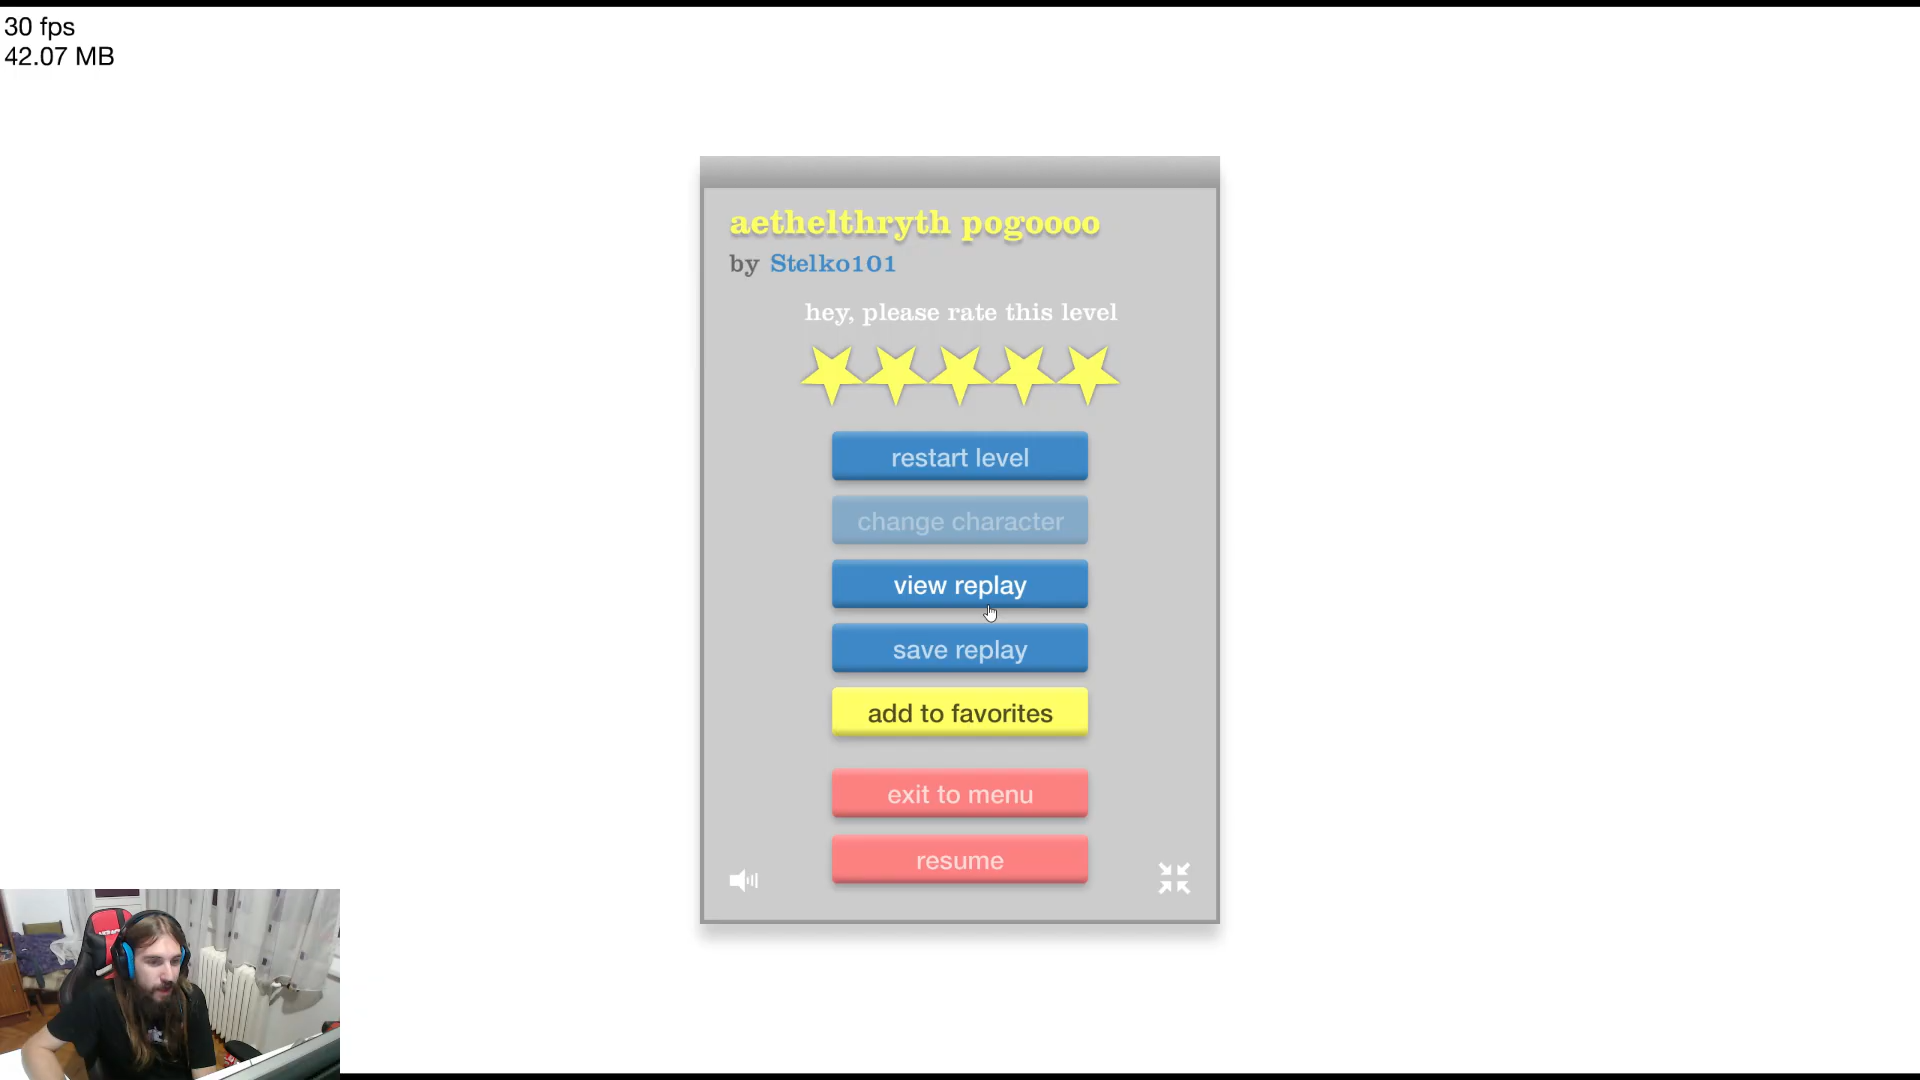 30 fps
42.07 MB
aethelthryth pogoooo
by Stelko101
hey, please rate this level
restart level
change character
view replay
save replay
add to favorites
exit to menu
resume